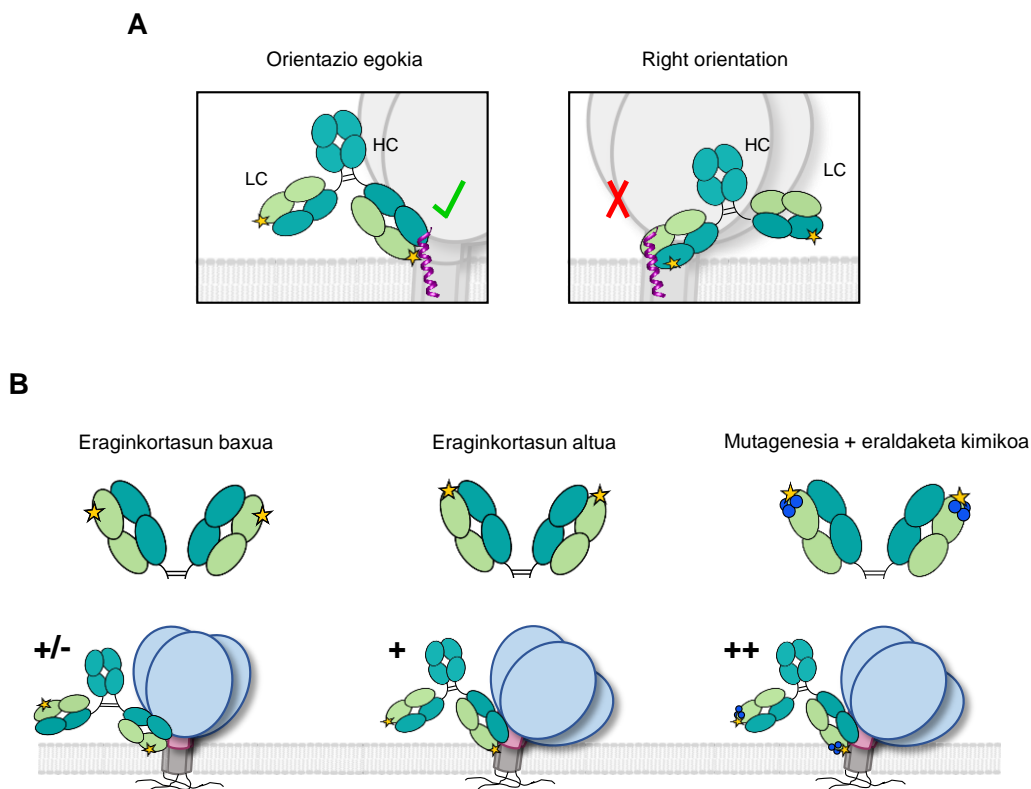 A
Orientazio egokia
Right orientation
HC
LC
HC
LC
B
Eraginkortasun baxua
Eraginkortasun altua
Mutagenesia + eraldaketa kimikoa
+/-
+
++